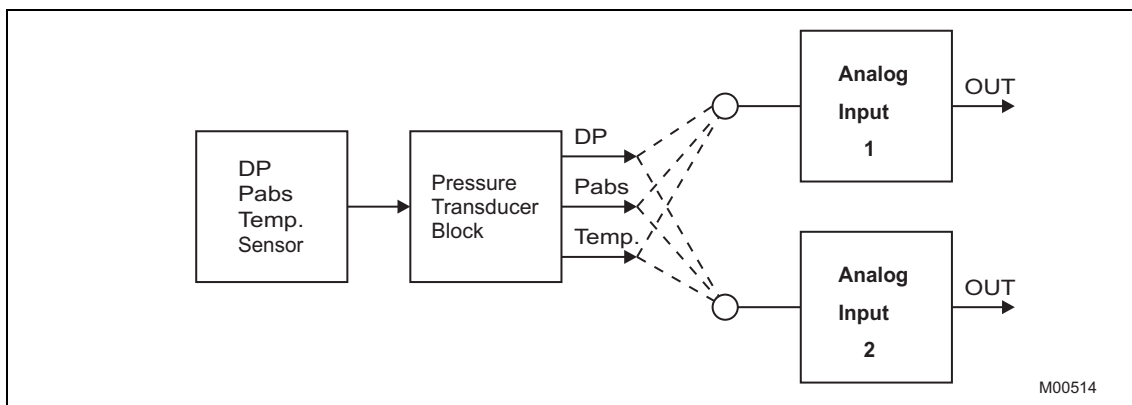 DP
Pabs
Temp.
Sensor
Pressure
Transducer
Block
DP
Pabs
Temp.
Analog
Input
1
OUT
Analog
Input
2
OUT
M00514